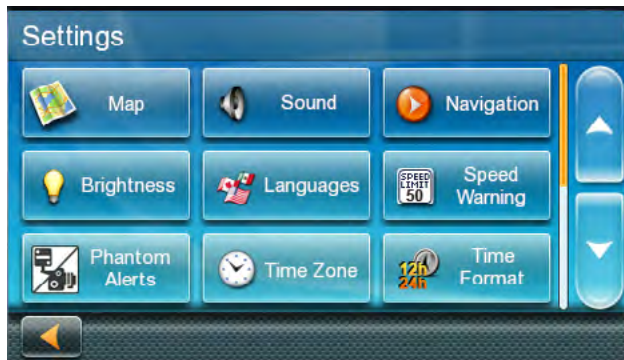 Settings
Map
Sound
Navigation
Brightness
Languages
SPEED
LIMIT
50
Speed
Warning
Phantom
Alerts
Time Zone
12h
24h
Time
Format